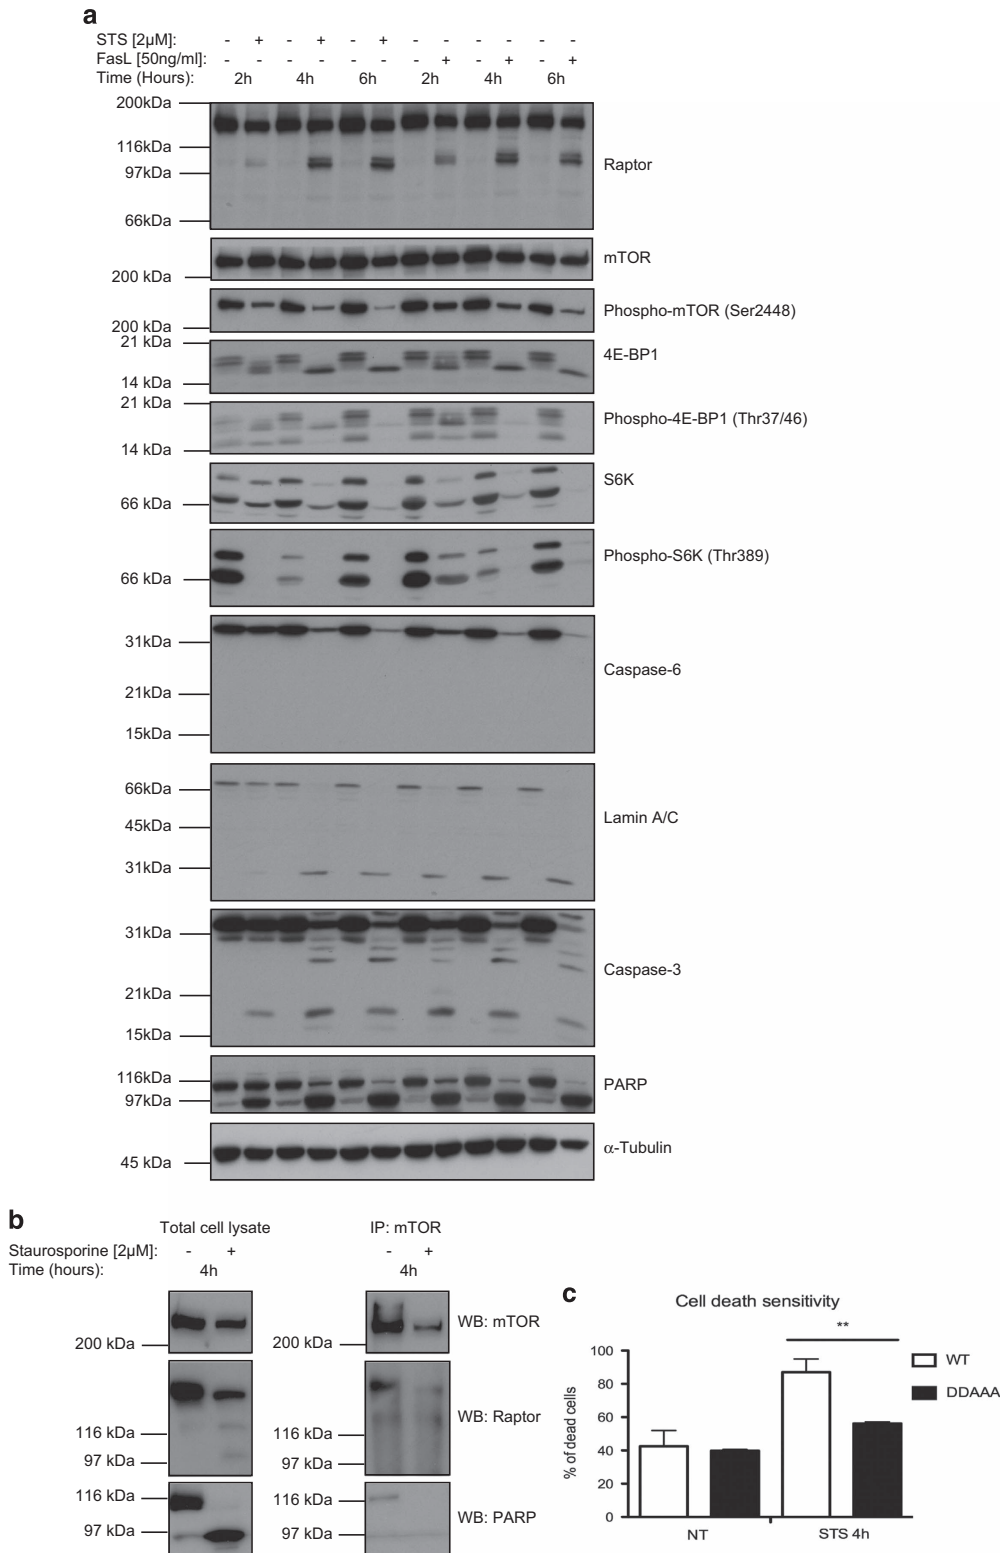 a
STS [2µM]: - + - + - + - - - - - -
FasL [50ng/ml]: - - - - - - - + - + - +
Time (Hours): 2h 4h 6h 2h 4h 6h
200kDa
116kDa
97kDa
66kDa
Raptor
200 kDa
mTOR
200 kDa
Phospho-mTOR (Ser2448)
21 kDa
14 kDa
4E-BP1
21 kDa
14 kDa
Phospho-4E-BP1 (Thr37/46)
66 kDa
S6K
66 kDa
Phospho-S6K (Thr389)
31kDa
21kDa
15kDa
Caspase-6
66kDa
45kDa
31kDa
Lamin A/C
31kDa
21kDa
15kDa
Caspase-3
116kDa
97kDa
PARP
45 kDa
α-Tubulin
b
Total cell lysate IP: mTOR
Staurosporine [2µM]: - + - +
Time (hours): 4h 4h
200 kDa 200 kDa WB: mTOR
116 kDa 116 kDa WB: Raptor
97 kDa 97 kDa
116 kDa 116 kDa WB: PARP
97 kDa 97 kDa
c
Cell death sensitivity
**
% of dead cells
100
80
60
40
20
0
NT STS 4h
WT
DDAAA